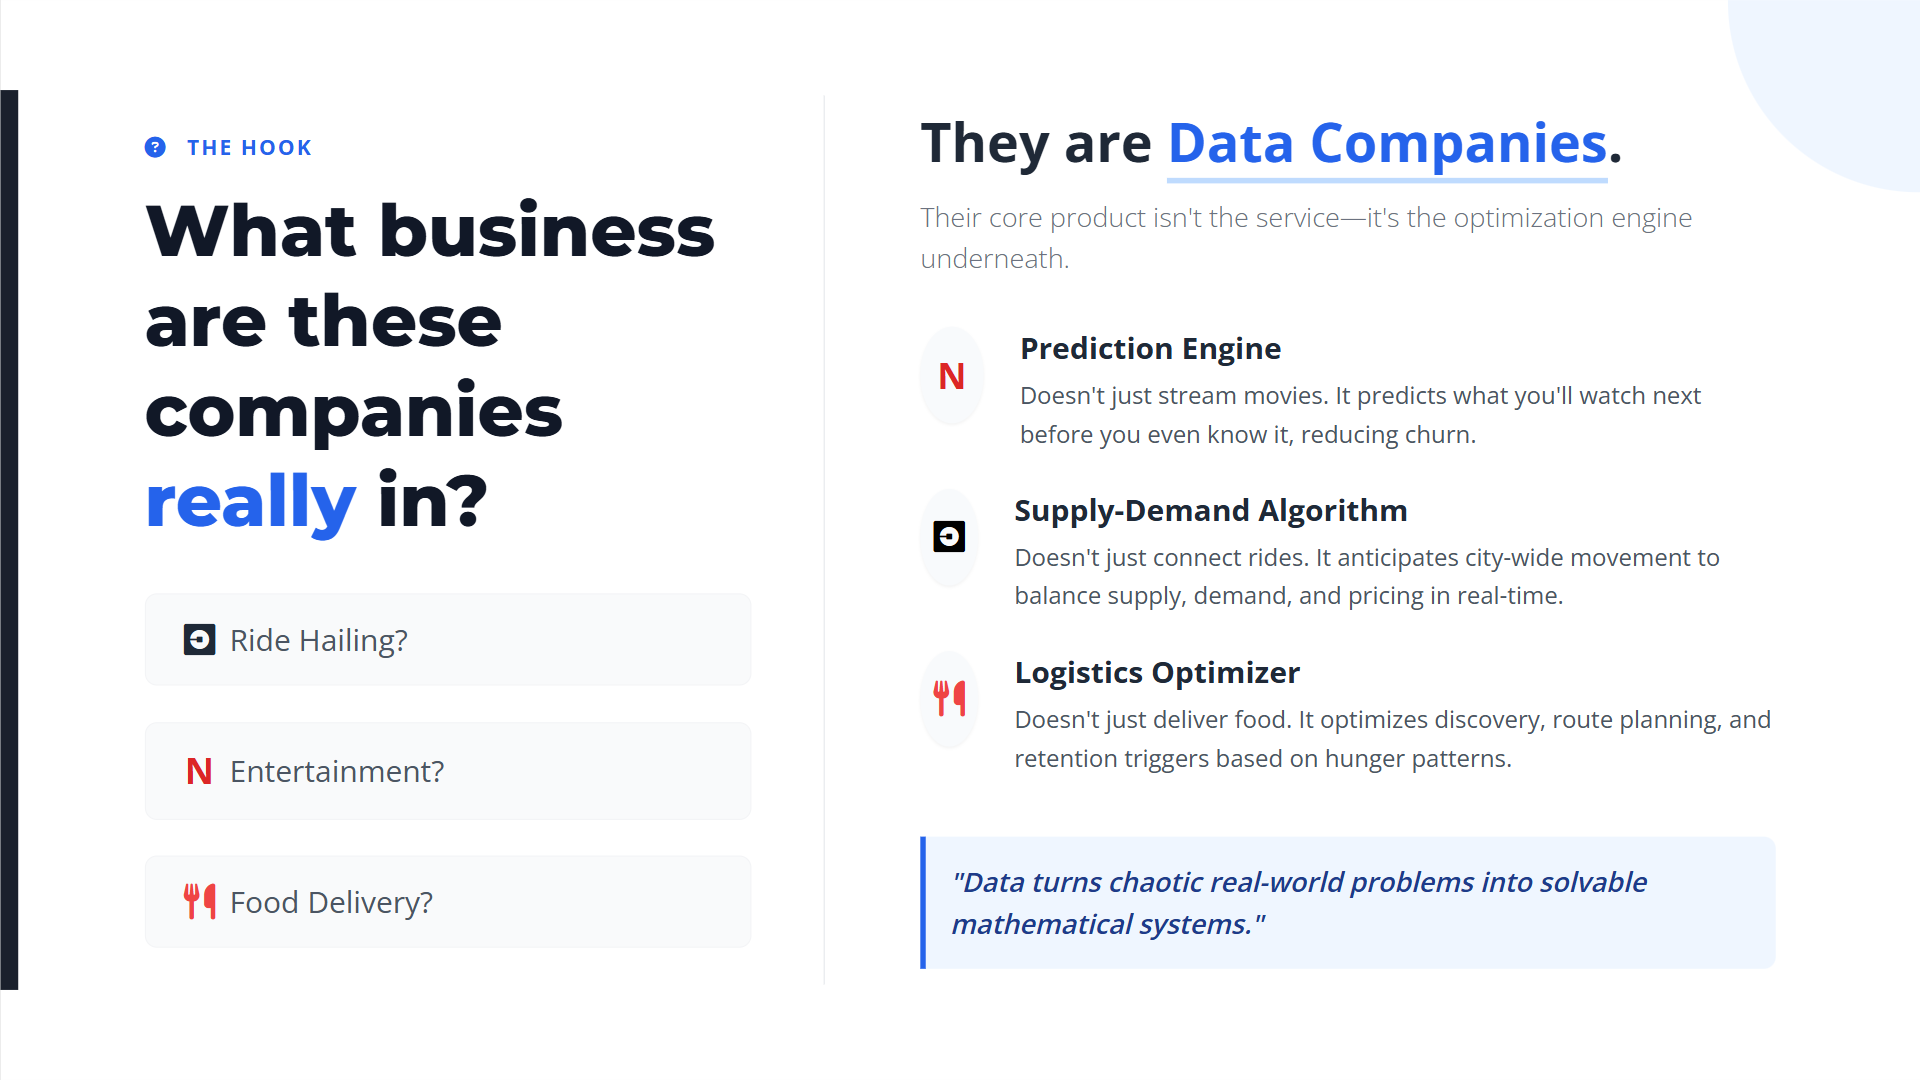 THE HOOK
What business
are these
companies
really in?
Ride Hailing?
N Entertainment?
Food Delivery?
They are Data Companies.
Their core product isn't the service—it's the optimization engine
underneath.
N
Prediction Engine
Doesn't just stream movies. It predicts what you'll watch next
before you even know it, reducing churn.
Supply-Demand Algorithm
Doesn't just connect rides. It anticipates city-wide movement to
balance supply, demand, and pricing in real-time.
Logistics Optimizer
Doesn't just deliver food. It optimizes discovery, route planning, and
retention triggers based on hunger patterns.
"Data turns chaotic real-world problems into solvable
mathematical systems."